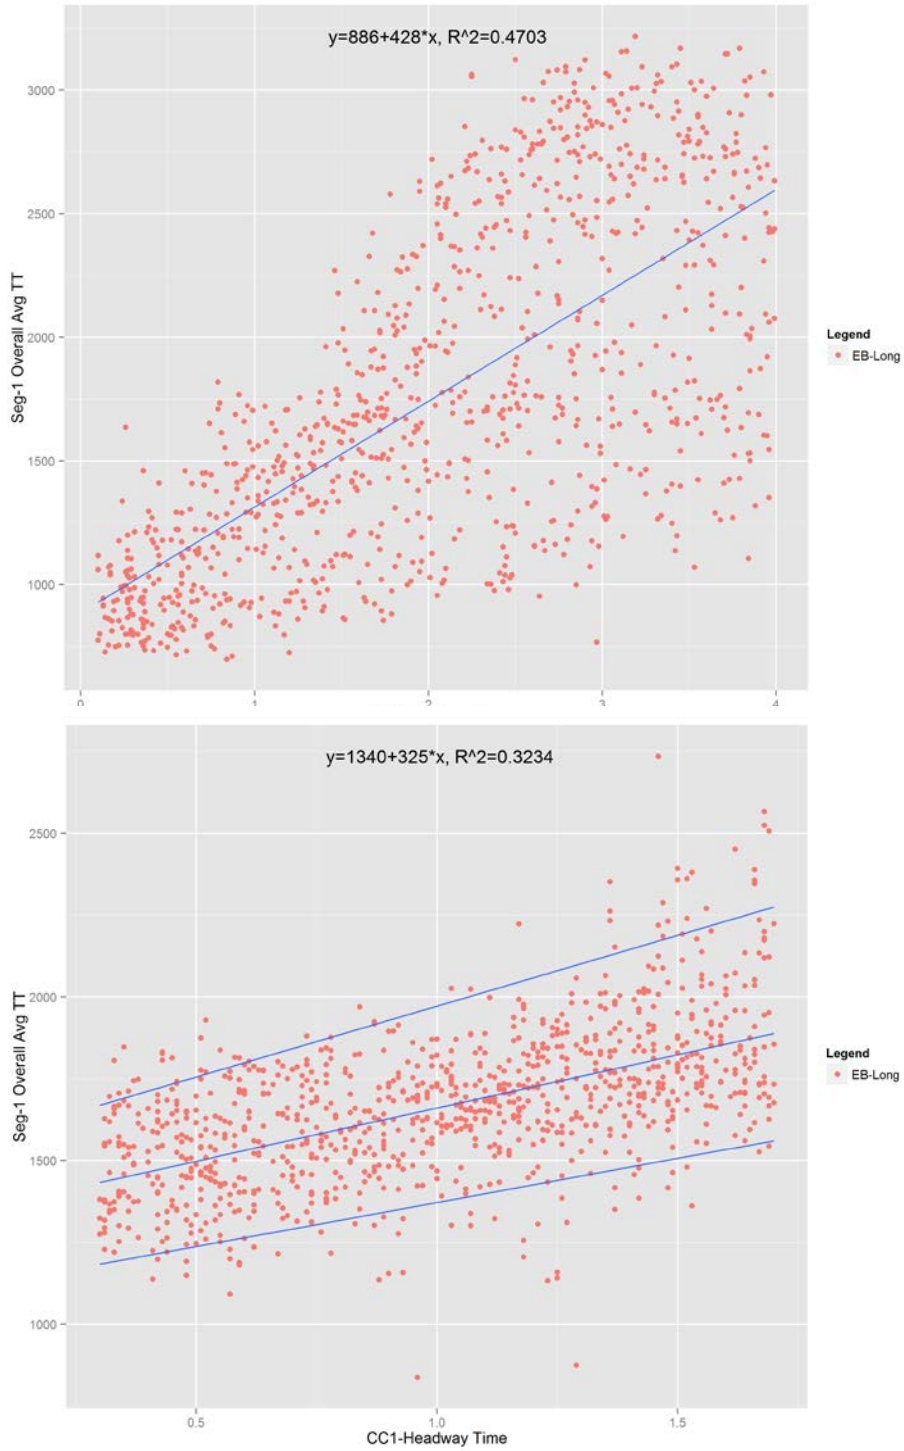 y=886+428*x, R^2=0.4703
3000
2500
2000
1500
1000
Seg-1 Overall Avg TT
0
1
2
3
4
Legend
EB-Long
y=1340+325*x, R^2=0.3234
2500
2000
1500
1000
Seg-1 Overall Avg TT
0.5
1.0
1.5
CC1-Headway Time
Legend
EB-Long